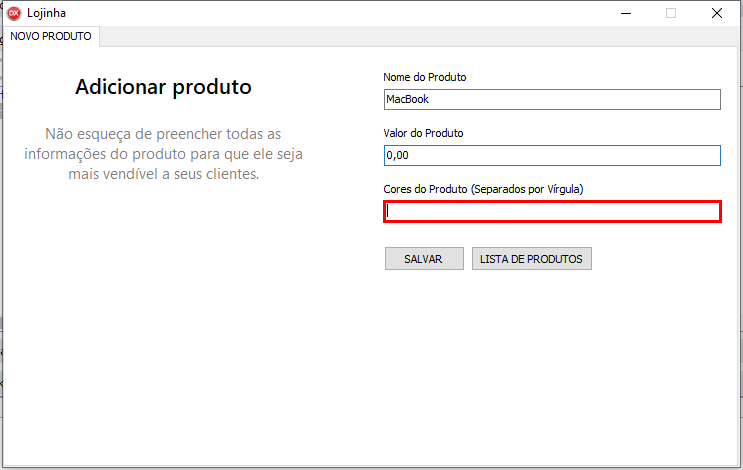 Lojinha
NOVO PRODUTO
Adicionar produto
Não esqueça de preencher todas as
informações do produto para que ele seja
mais vendível a seus clientes.
Nome do Produto
MacBook
Valor do Produto
0,00
Cores do Produto (Separados por Vírgula)
SALVAR
LISTA DE PRODUTOS